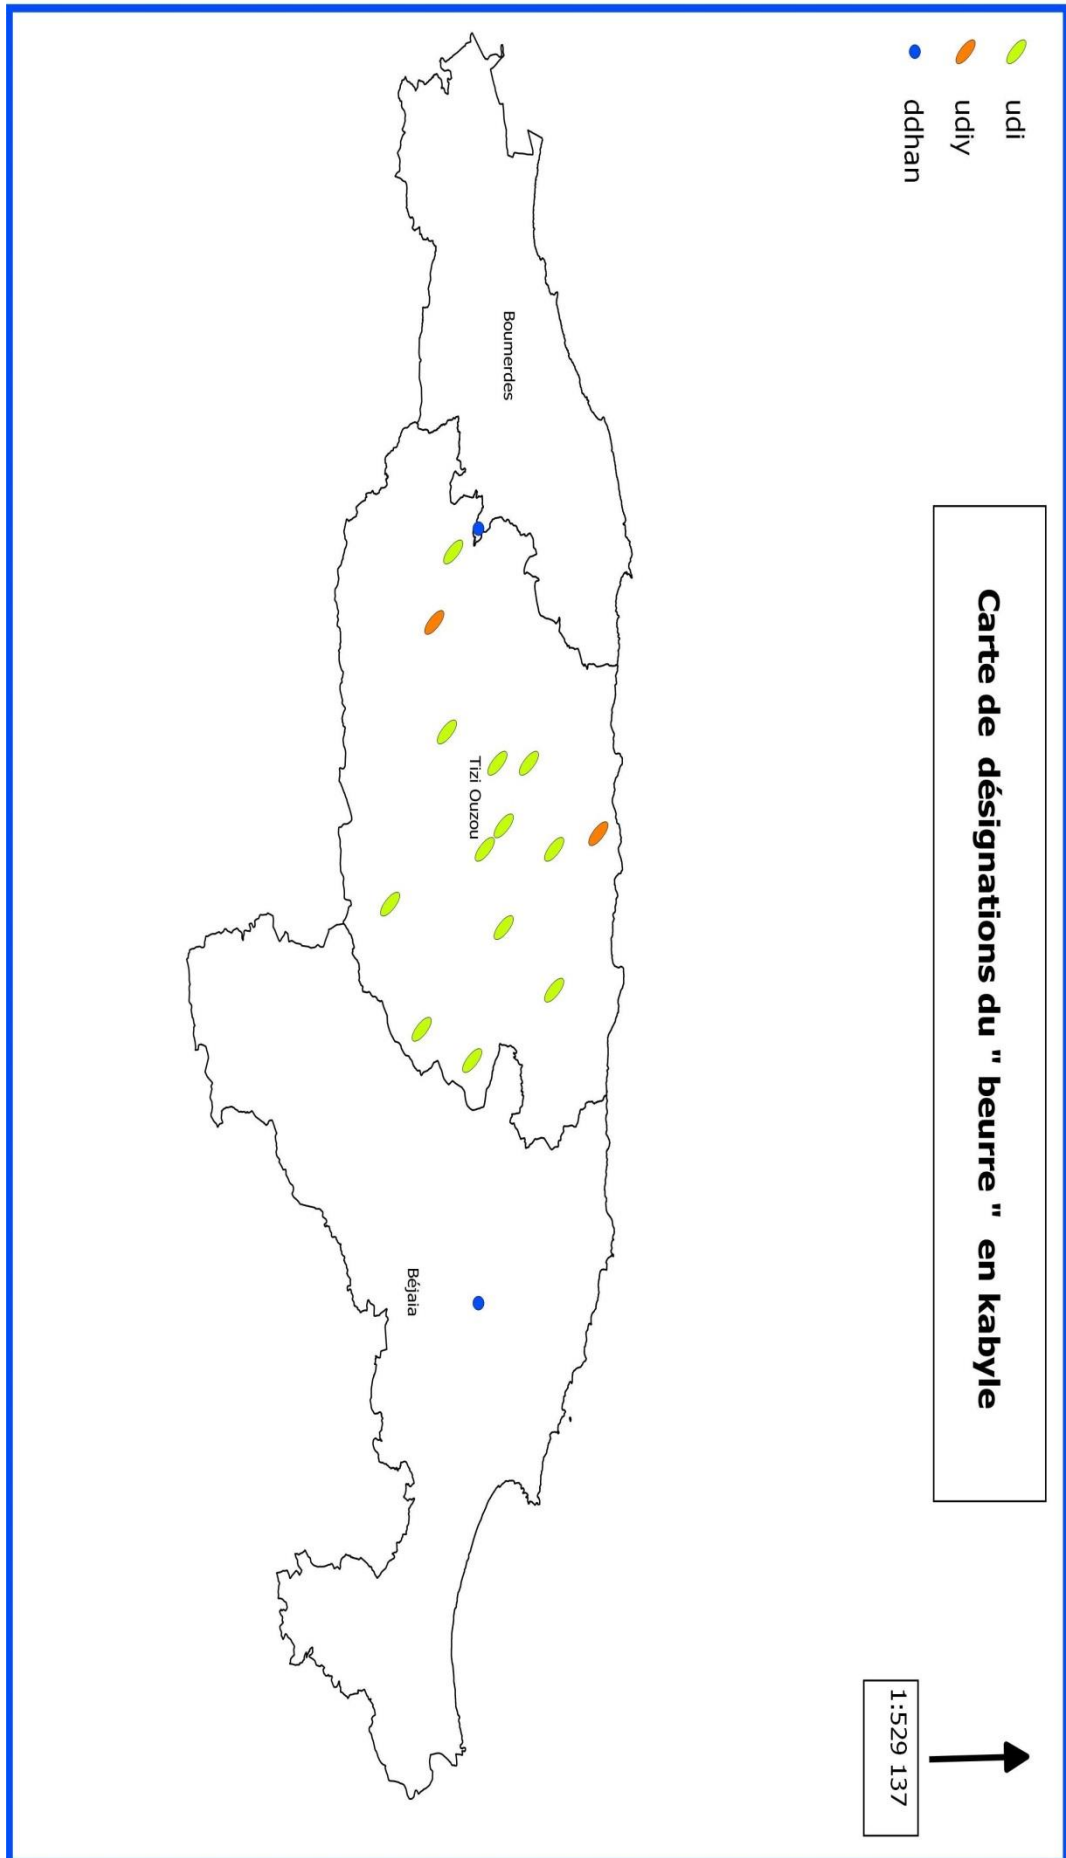 Carte de désignations du " beurre " en kabyle
udi
udiy
ddhan
1:529 137
Boumerdes
Tizi Ouzou
Béjaia